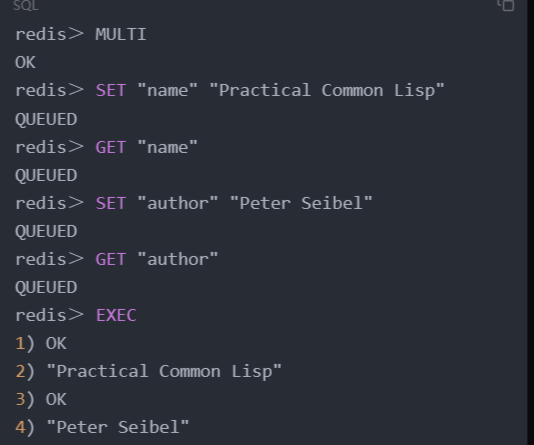 SQL
redis> MULTI
OK
redis> SET "name" "Practical Common Lisp"
QUEUED
redis> GET "name"
QUEUED
redis> SET "author" "Peter Seibel"
QUEUED
redis> GET "author"
QUEUED
redis> EXEC
1) OK
2) "Practical Common Lisp"
3) OK
4) "Peter Seibel"